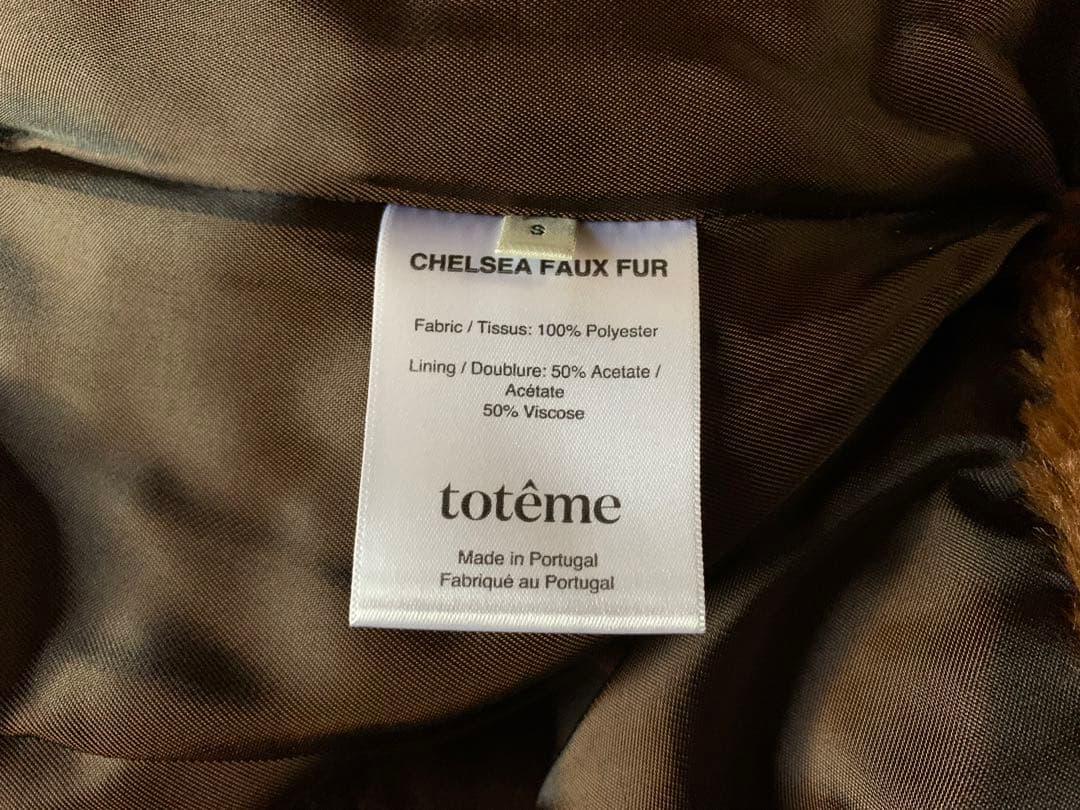 S
CHELSEA FAUX FUR
Fabric / Tissus: 100% Polyester
Lining / Doublure: 50% Acetate /
Acétate
50% Viscose
totême
Made in Portugal
Fabriqué au Portugal